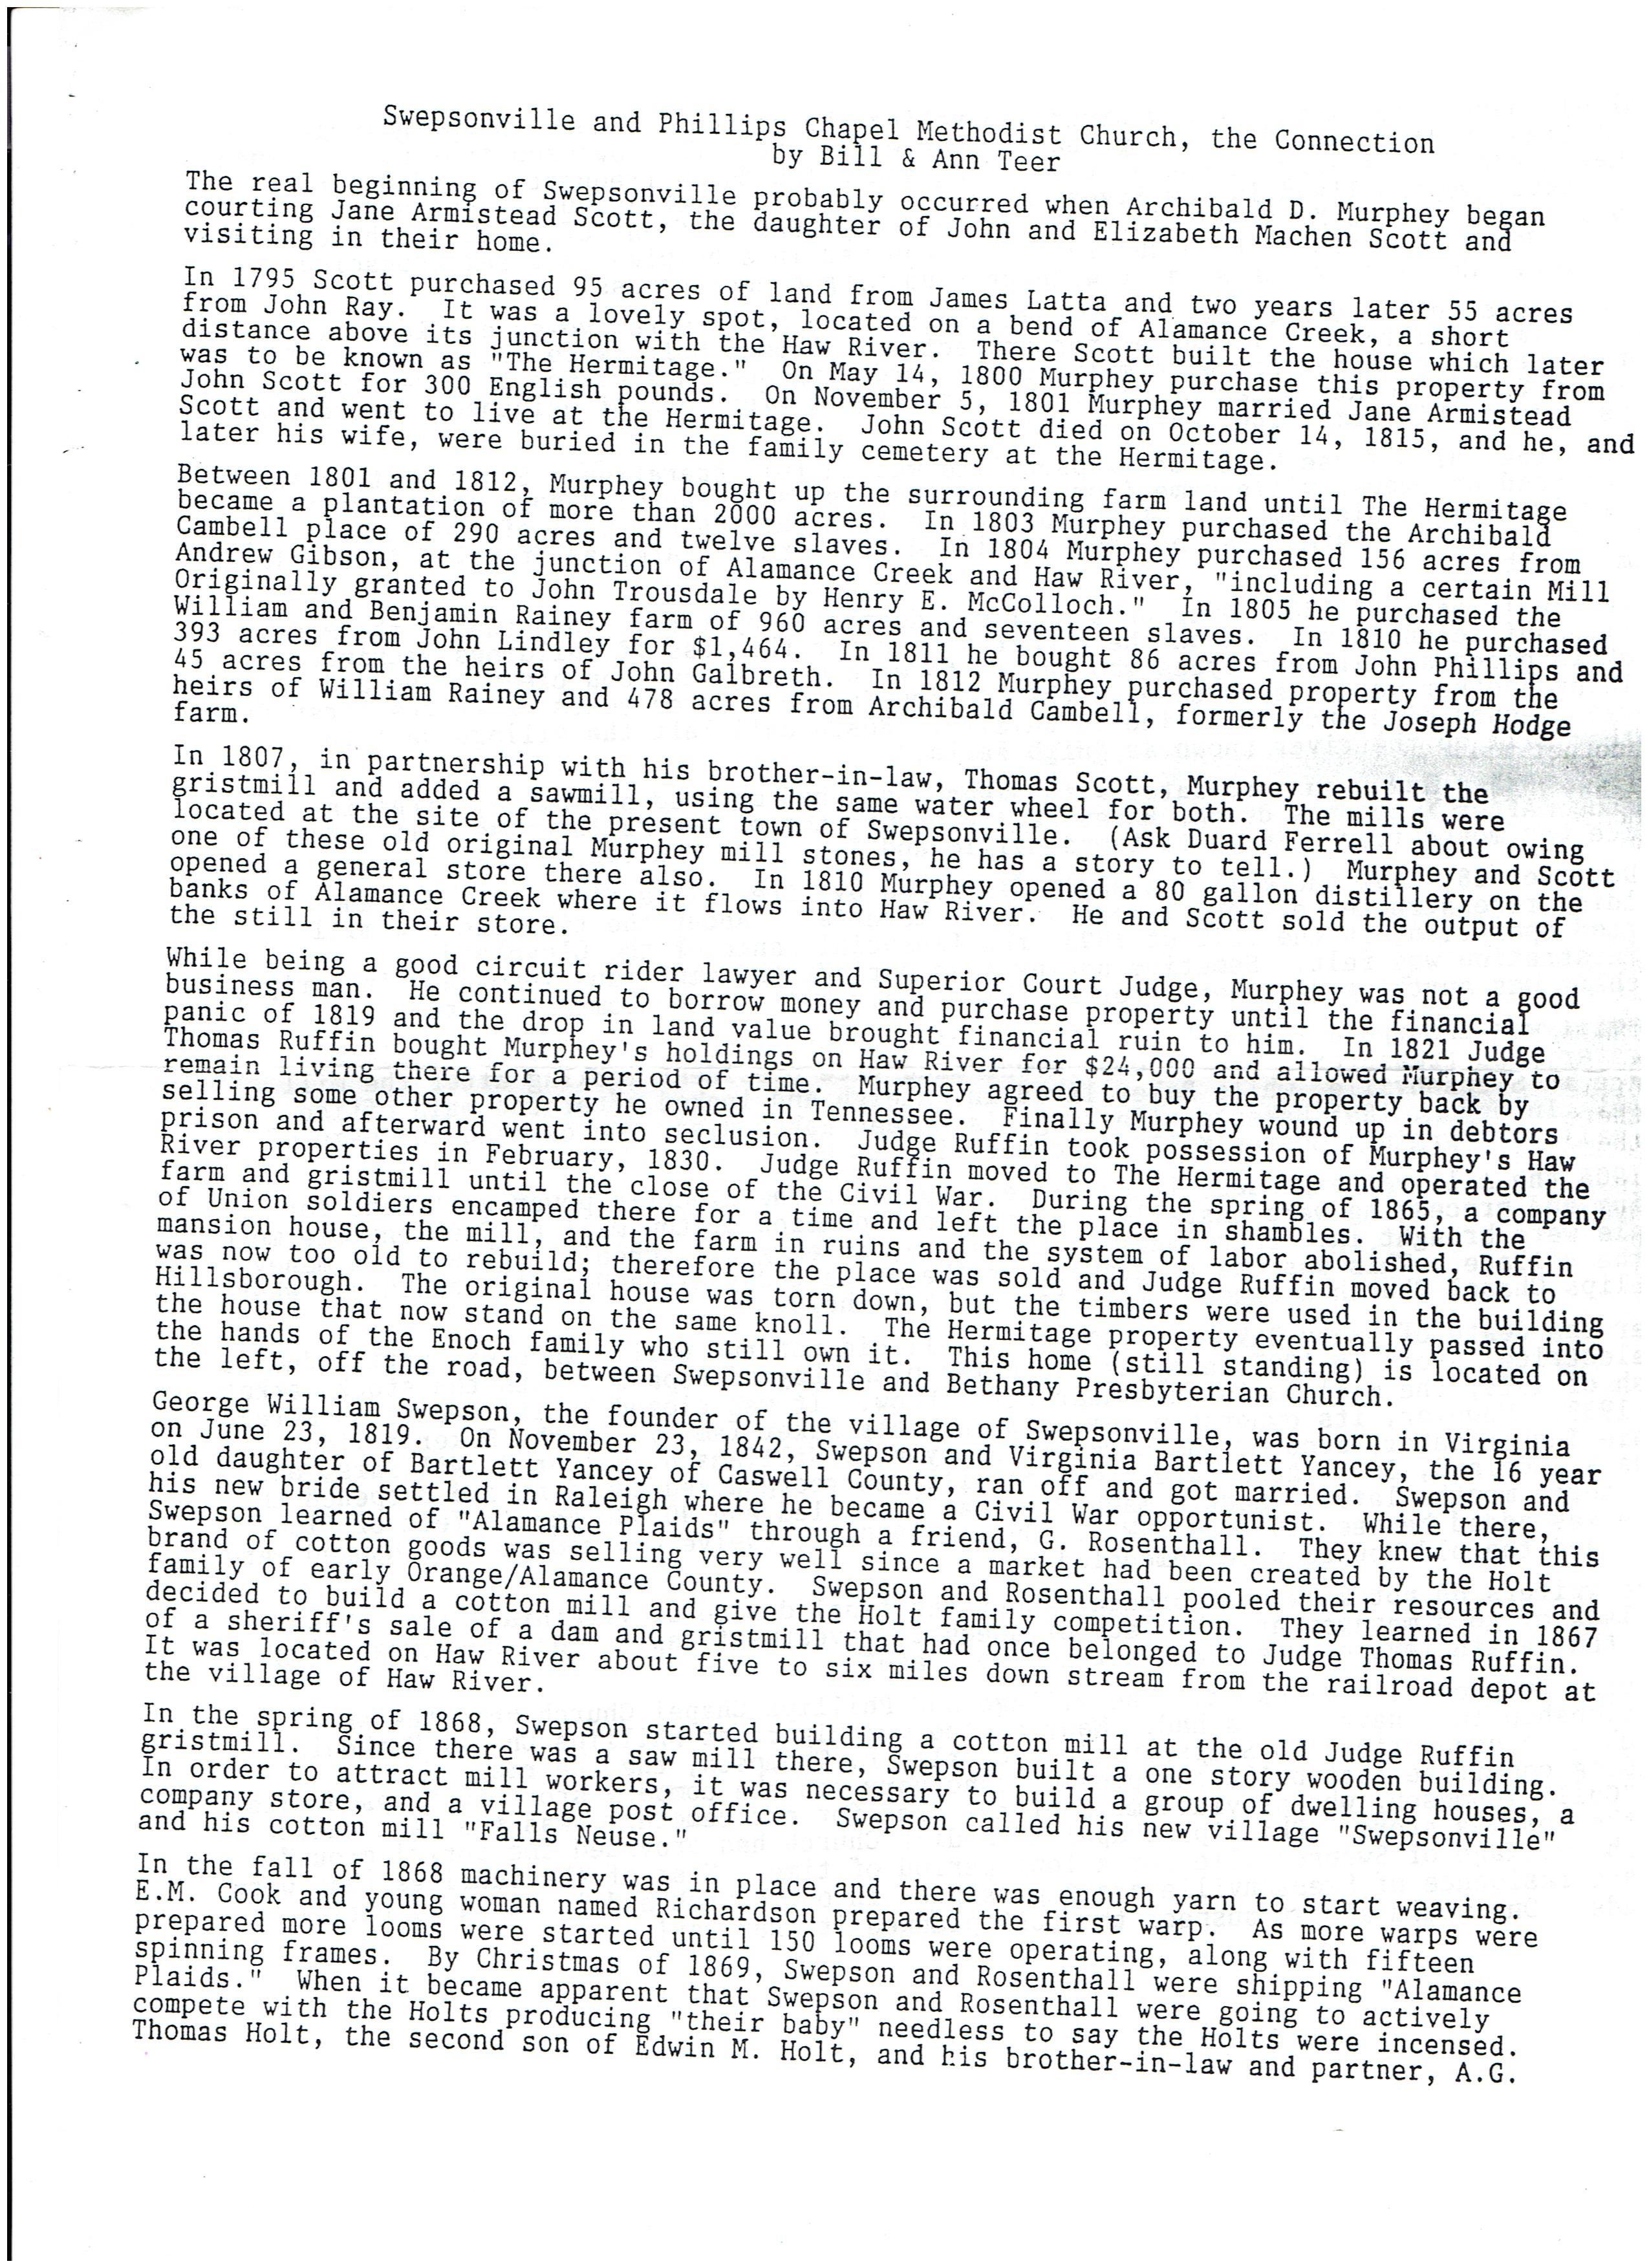 Swepsonville and Phillips Chapel Methodist Church, the Connection
by Bill & Ann Teer
The real beginning of Swepsonville probably occurred when Archibald D. Murphey began
courting Jane Armistead Scott, the daughter of John and Elizabeth Machen Scott and
visiting in their home.
In 1795 Scott purchased 95 acres of land from James Latta and two years later 55 acres
from John Ray.  It was a lovely spot, located on a bend of Alamance Creek, a short
distance above its junction with the Haw River.  There Scott built the house which later
was to be known as "The Hermitage."  On May 14, 1800 Murphey purchase this property from
John Scott for 300 English pounds.  On November 5, 1801 Murphey married Jane Armistead
Scott and went to live at the Hermitage.  John Scott died on October 14, 1815, and he, and
later his wife, were buried in the family cemetery at the Hermitage.
Between 1801 and 1812, Murphey bought up the surrounding farm land until The Hermitage
became a plantation of more than 2000 acres.  In 1803 Murphey purchased the Archibald
Cambell place of 290 acres and twelve slaves.  In 1804 Murphey purchased 156 acres from
Andrew Gibson, at the junction of Alamance Creek and Haw River, "including a certain Mill
Originally granted to John Trousdale by Henry E. McColloch."  In 1805 he purchased the
William and Benjamin Rainey farm of 960 acres and seventeen slaves.  In 1810 he purchased
393 acres from John Lindley for $1,464.  In 1811 he bought 86 acres from John Phillips and
45 acres from the heirs of John Galbreth.  In 1812 Murphey purchased property from the
heirs of William Rainey and 478 acres from Archibald Cambell, formerly the Joseph Hodge
farm.
In 1807, in partnership with his brother-in-law, Thomas Scott, Murphey rebuilt the
gristmill and added a sawmill, using the same water wheel for both.  The mills were
located at the site of the present town of Swepsonville.  (Ask Duard Ferrell about owing
one of these old original Murphey mill stones, he has a story to tell.)  Murphey and Scott
opened a general store there also.  In 1810 Murphey opened a 80 gallon distillery on the
banks of Alamance Creek where it flows into Haw River.  He and Scott sold the output of
the still in their store.
While being a good circuit rider lawyer and Superior Court Judge, Murphey was not a good
business man.  He continued to borrow money and purchase property until the financial
panic of 1819 and the drop in land value brought financial ruin to him.  In 1821 Judge
Thomas Ruffin bought Murphey's holdings on Haw River for $24,000 and allowed Murphey to
remain living there for a period of time.  Murphey agreed to buy the property back by
selling some other property he owned in Tennessee.  Finally Murphey wound up in debtors
prison and afterward went into seclusion.  Judge Ruffin took possession of Murphey's Haw
River properties in February, 1830.  Judge Ruffin moved to The Hermitage and operated the
farm and gristmill until the close of the Civil War.  During the spring of 1865, a company
of Union soldiers encamped there for a time and left the place in shambles.  With the
mansion house, the mill, and the farm in ruins and the system of labor abolished, Ruffin
was now too old to rebuild; therefore the place was sold and Judge Ruffin moved back to
Hillsborough.  The original house was torn down, but the timbers were used in the building
the house that now stand on the same knoll.  The Hermitage property eventually passed into
the hands of the Enoch family who still own it.  This home (still standing) is located on
the left, off the road, between Swepsonville and Bethany Presbyterian Church.
George William Swepson, the founder of the village of Swepsonville, was born in Virginia
on June 23, 1819.  On November 23, 1842, Swepson and Virginia Bartlett Yancey, the 16 year
old daughter of Bartlett Yancey of Caswell County, ran off and got married.  Swepson and
his new bride settled in Raleigh where he became a Civil War opportunist.  While there,
Swepson learned of "Alamance Plaids" through a friend, G. Rosenthall.  They knew that this
brand of cotton goods was selling very well since a market had been created by the Holt
family of early Orange/Alamance County.  Swepson and Rosenthall pooled their resources and
decided to build a cotton mill and give the Holt family competition.  They learned in 1867
of a sheriff's sale of a dam and gristmill that had once belonged to Judge Thomas Ruffin.
It was located on Haw River about five to six miles down stream from the railroad depot at
the village of Haw River.
In the spring of 1868, Swepson started building a cotton mill at the old Judge Ruffin
gristmill.  Since there was a saw mill there, Swepson built a one story wooden building.
In order to attract mill workers, it was necessary to build a group of dwelling houses, a
company store, and a village post office.  Swepson called his new village "Swepsonville"
and his cotton mill "Falls Neuse."
In the fall of 1868 machinery was in place and there was enough yarn to start weaving.
E.M. Cook and young woman named Richardson prepared the first warp.  As more warps were
prepared more looms were started until 150 looms were operating, along with fifteen
spinning frames.  By Christmas of 1869, Swepson and Rosenthall were shipping "Alamance
Plaids."  When it became apparent that Swepson and Rosenthall were going to actively
compete with the Holts producing "their baby" needless to say the Holts were incensed.
Thomas Holt, the second son of Edwin M. Holt, and his brother-in-law and partner, A.G.